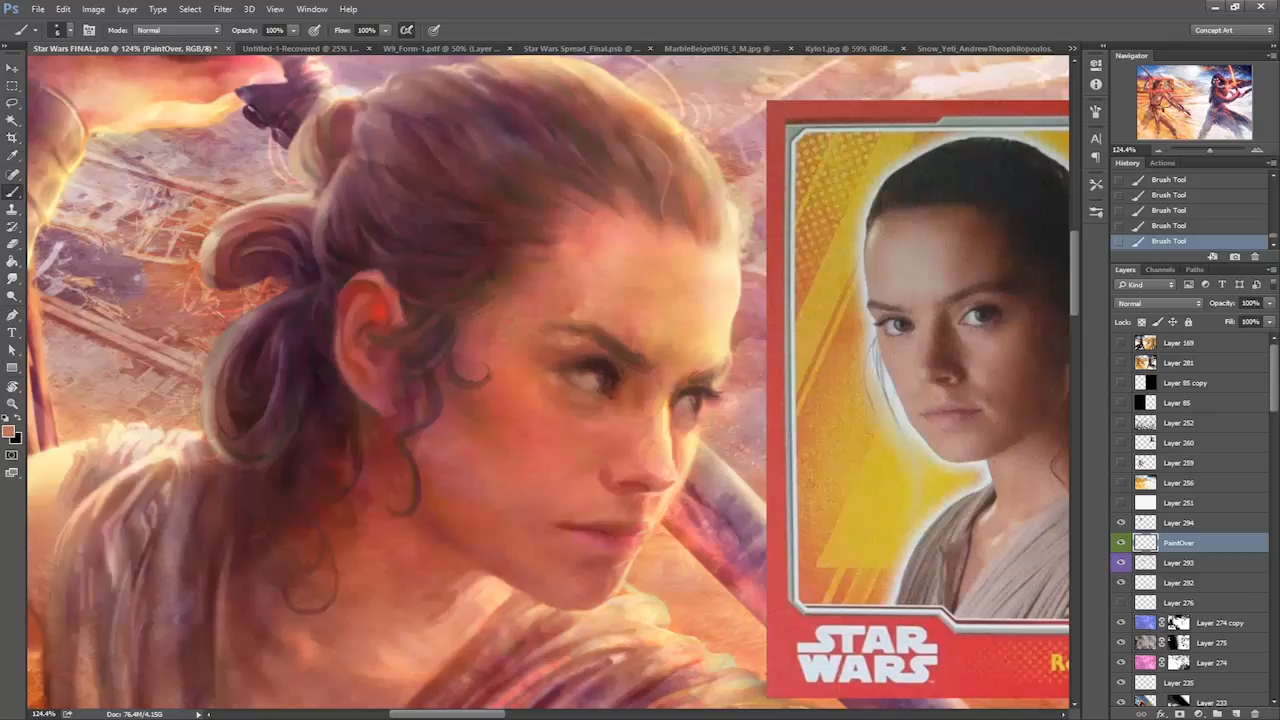 Ps File Edit Image Layer Type Select Filter 3D View Window Help
6 Mode: Normal Opacity: 100% Flow: 100% Concept Art
Star Wars FINAL.psb @ 124% (PaintOver, RGB/8) * × Untitled-1-Recovered @ 25% (... × W9_Form-1.pdf @ 50% (Layer ... × Star Wars Spread_Final.psb @ ... × MarbleBeige0016_3_M.jpg @ ... × Kylo1.jpg @ 59% (RGB... × Snow_Yeti_AndrewTheophilopoulos.
Navigator
124.4%
History Actions
Brush Tool
Brush Tool
Brush Tool
Brush Tool
Brush Tool
Layers Channels Paths
Kind
Normal Opacity: 100%
Lock: Fill: 100%
Layer 169
Layer 281
Layer 85 copy
Layer 85
Layer 252
Layer 260
Layer 259
Layer 256
Layer 251
Layer 294
PaintOver
Layer 293
Layer 292
Layer 276
Layer 274 copy
Layer 275
Layer 274
Layer 235
Layer 233
STAR
WARS
124.4% Doc: 76.4M/4.15G